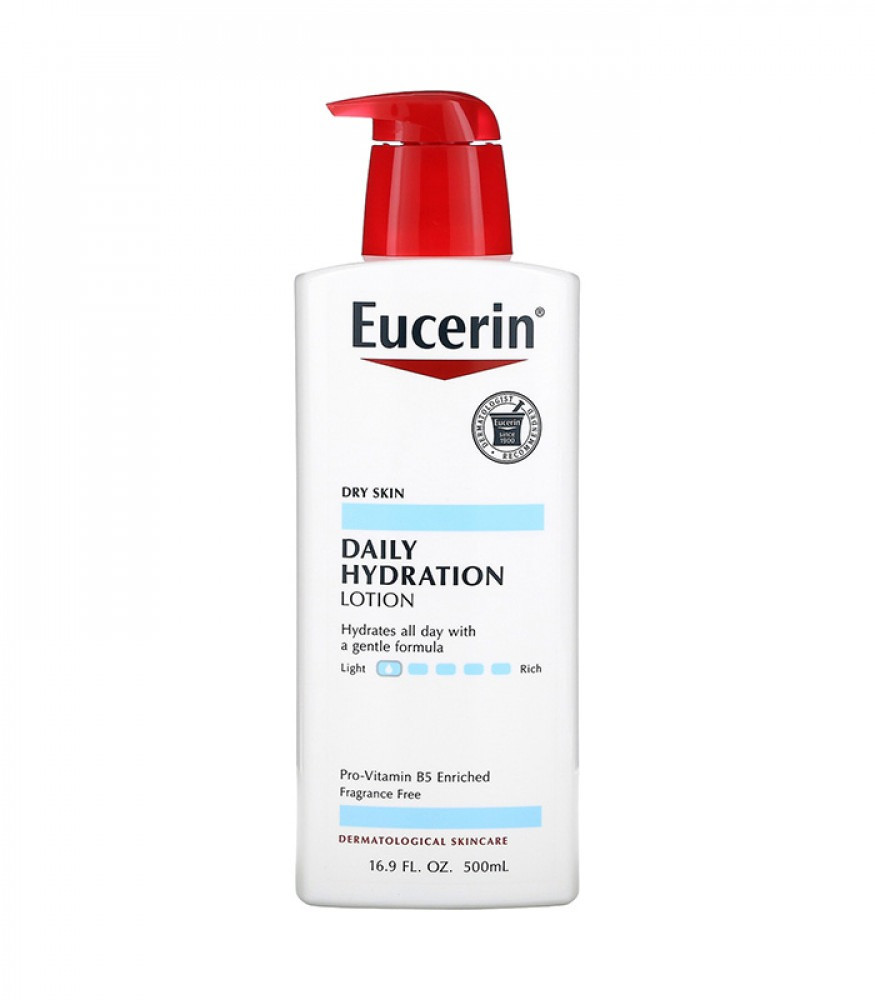 Eucerin®
DERMATOLOGIST RECOMMENDED
Eucerin
since
1900
DRY SKIN
DAILY
HYDRATION
LOTION
Hydrates all day with
a gentle formula
Light Rich
Pro-Vitamin B5 Enriched
Fragrance Free
DERMATOLOGICAL SKINCARE
16.9 FL. OZ. 500mL